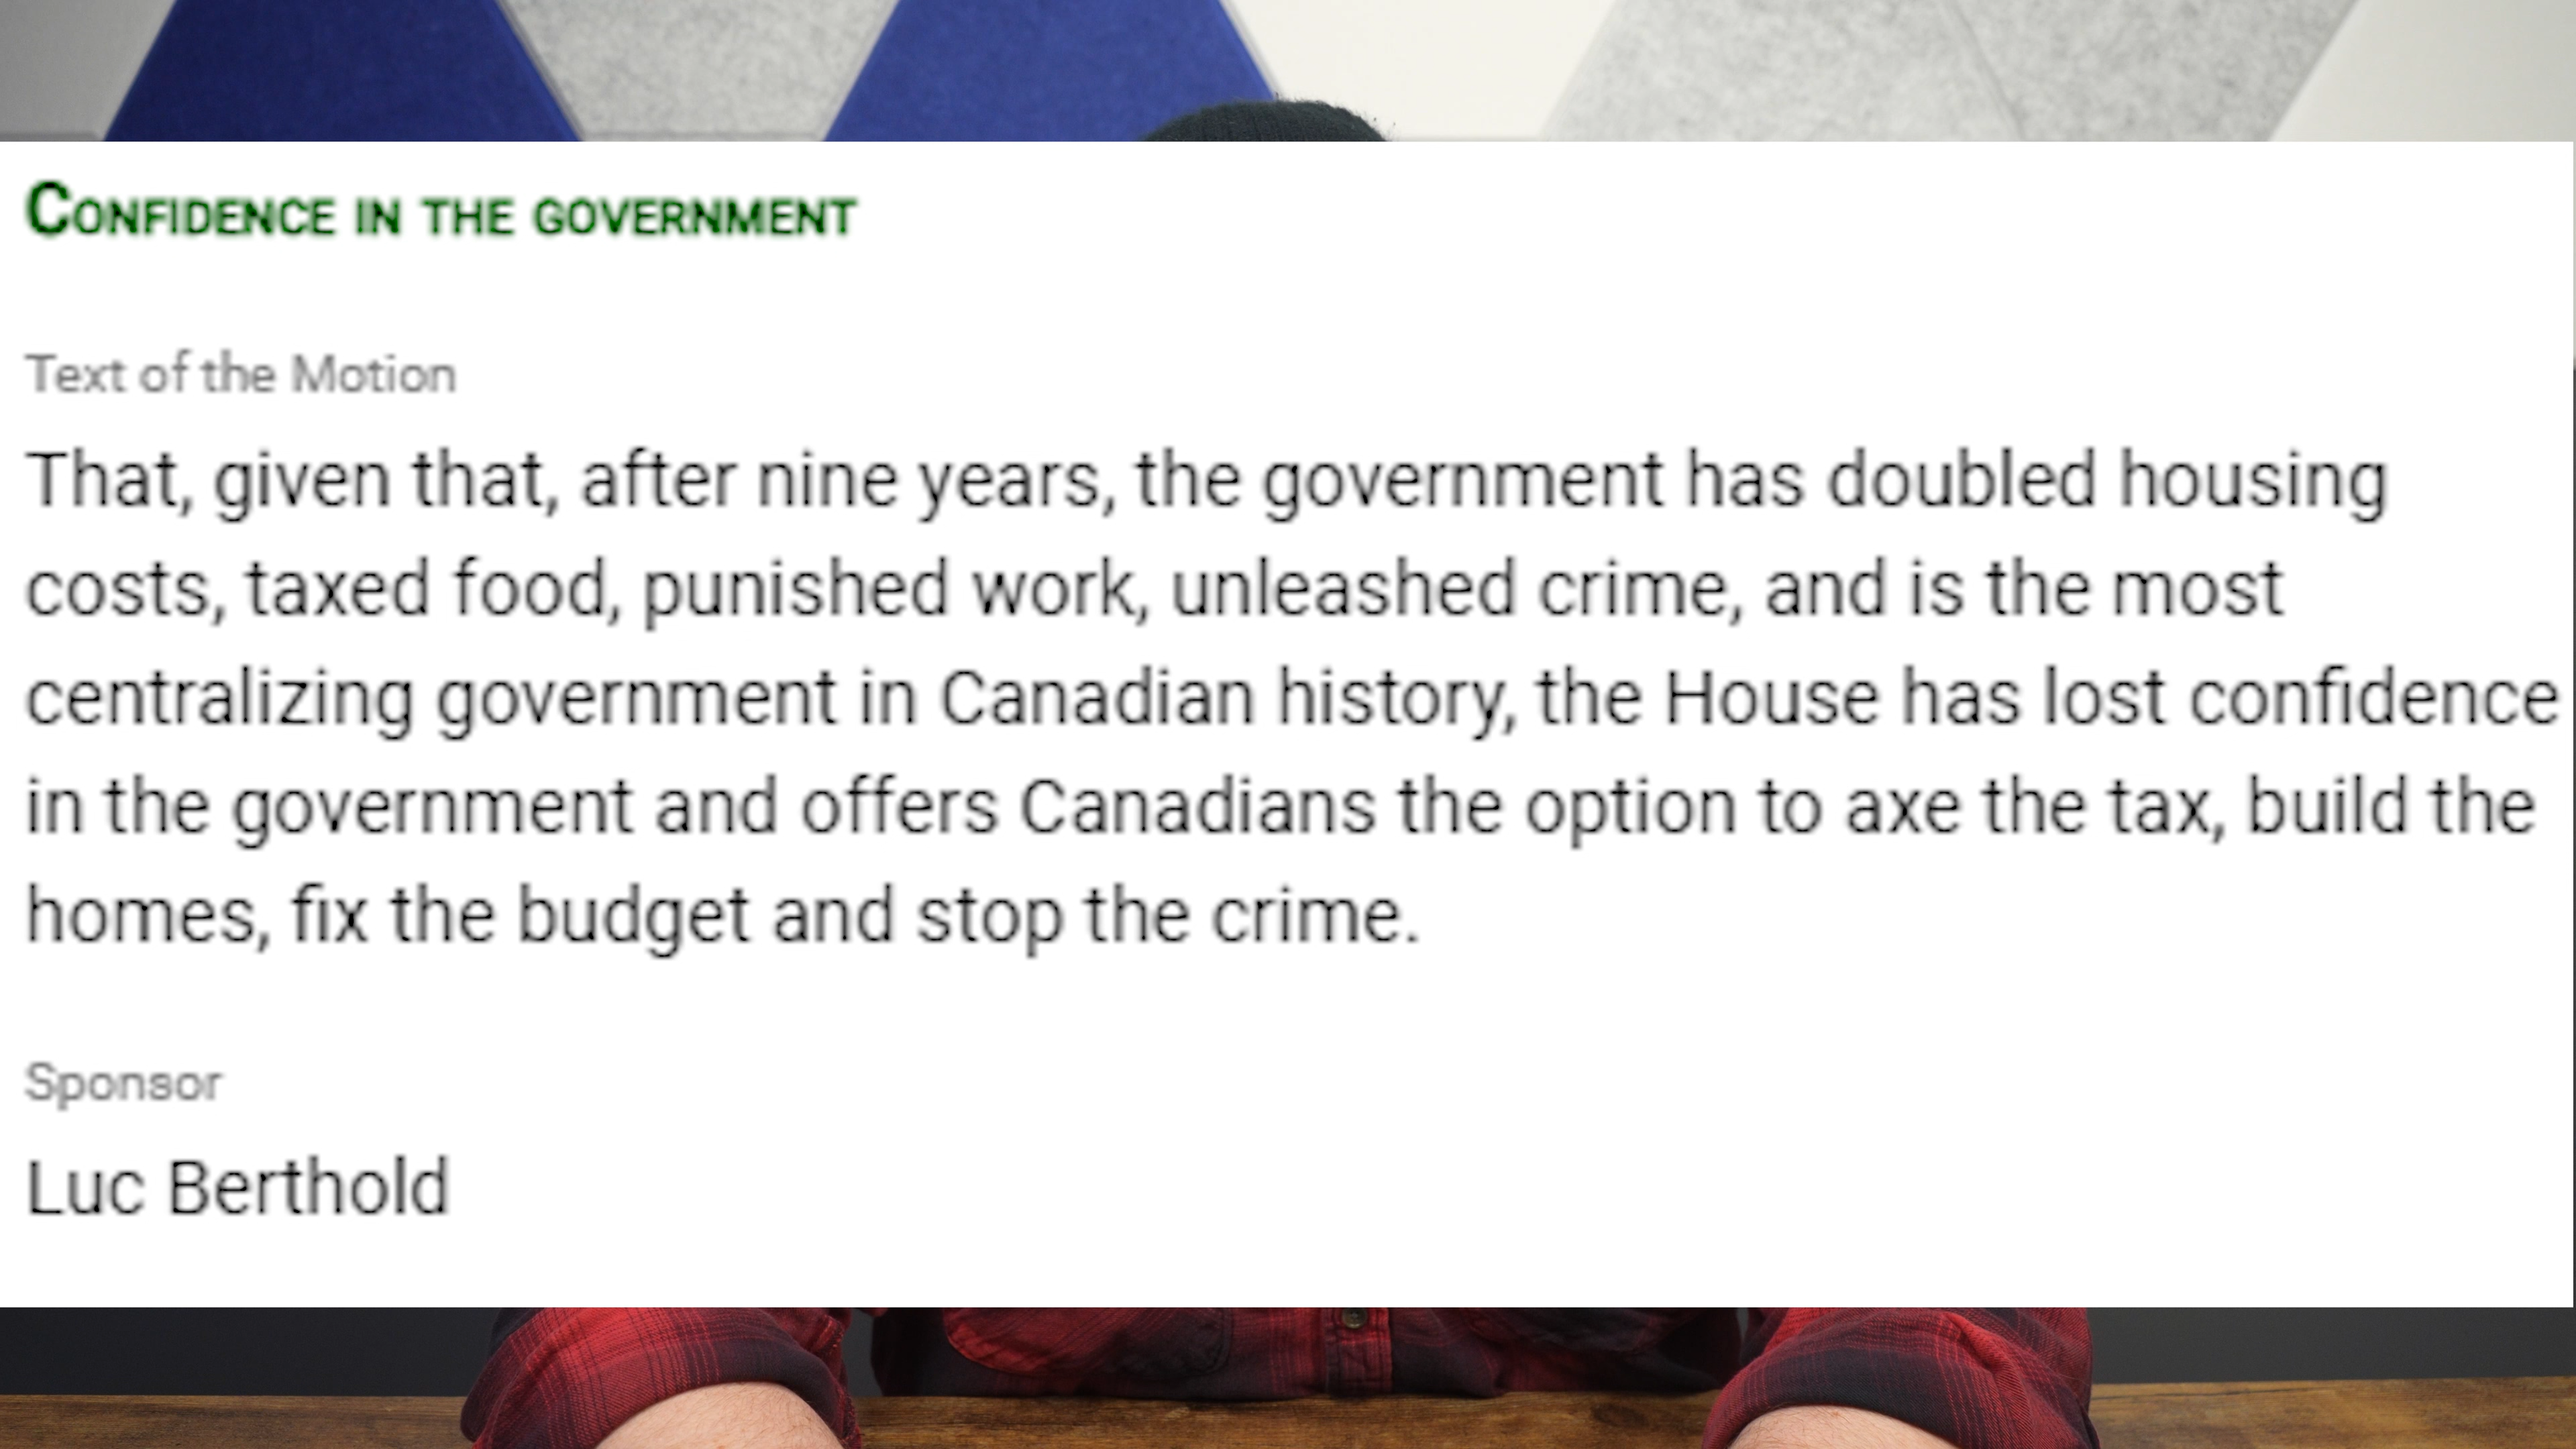 CONFIDENCE IN THE GOVERNMENT
Text of the Motion
That, given that, after nine years, the government has doubled housing
costs, taxed food, punished work, unleashed crime, and is the most
centralizing government in Canadian history, the House has lost confidence
in the government and offers Canadians the option to axe the tax, build the
homes, fix the budget and stop the crime.
Sponsor
Luc Berthold